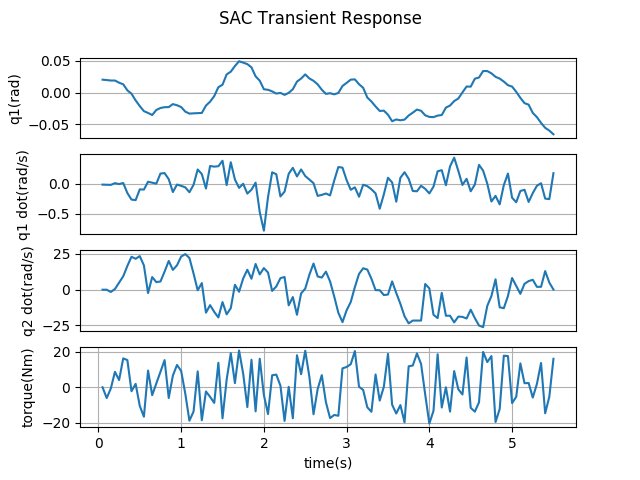 SAC Transient Response
q1(rad)
0.05
0.00
−0.05
q1 dot(rad/s)
0.0
−0.5
q2 dot(rad/s)
25
0
−25
torque(Nm)
20
0
−20
0 1 2 3 4 5
time(s)